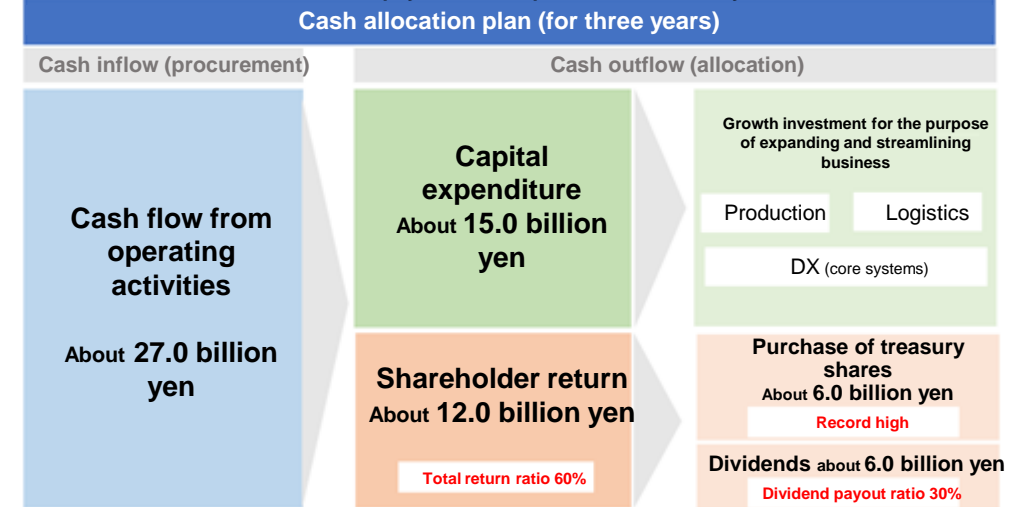 Cash allocation plan (for three years)
Cash inflow (procurement)
Cash outflow (allocation)
Cash flow from
operating
activities
About 27.0 billion
yen
Capital
expenditure
About 15.0 billion
yen
Growth investment for the purpose
of expanding and streamlining
business
Production
Logistics
DX (core systems)
Shareholder return
About 12.0 billion yen
Total return ratio 60%
Purchase of treasury
shares
About 6.0 billion yen
Record high
Dividends about 6.0 billion yen
Dividend payout ratio 30%